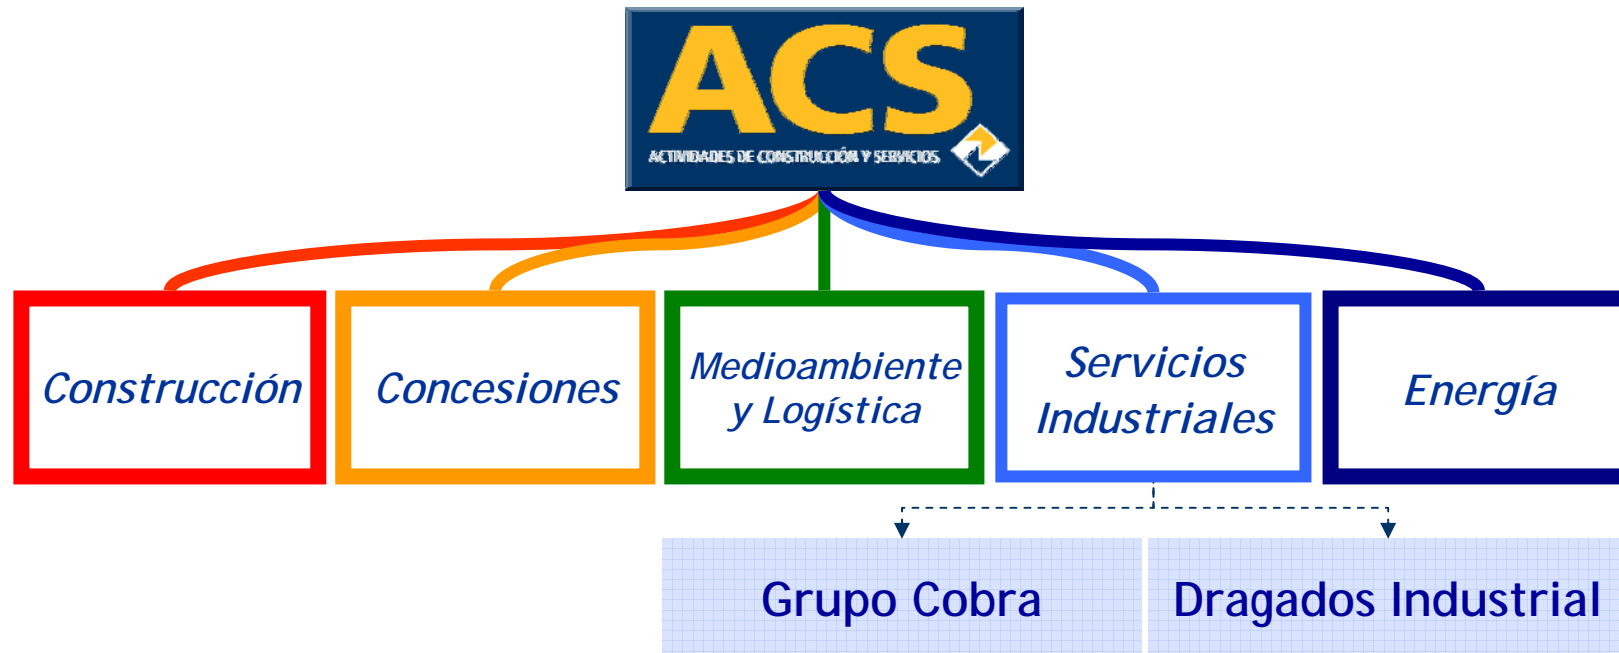 ACS
ACTIVIDADES DE CONSTRUCCIÓN Y SERVICIOS
Construcción
Concesiones
Medioambiente
y Logística
Servicios
Industriales
Energía
Grupo Cobra
Dragados Industrial